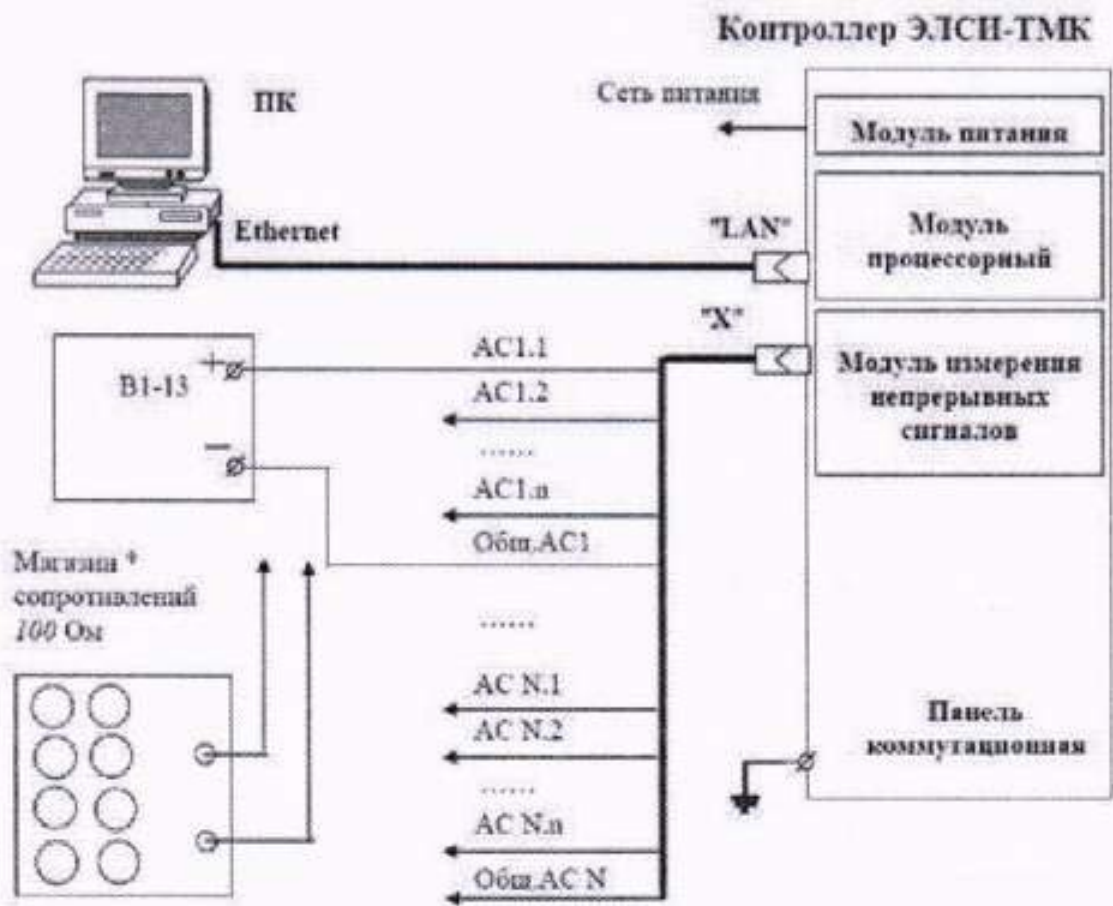 Контроллер ЭЛСИ-ТМК
ПК
Сеть питания
Модуль питания
Ethernet
"LAN"
Модуль
процессорный
"X"
Модуль измерения
непрерывных
сигналов
В1-13
+
−
АС1.1
АС1.2
......
АС1.n
Общ.АС1
......
АС N.1
АС N.2
......
АС N.n
Общ.АС N
Магазин *
сопротивлений
100 Ом
Панель
коммутационная